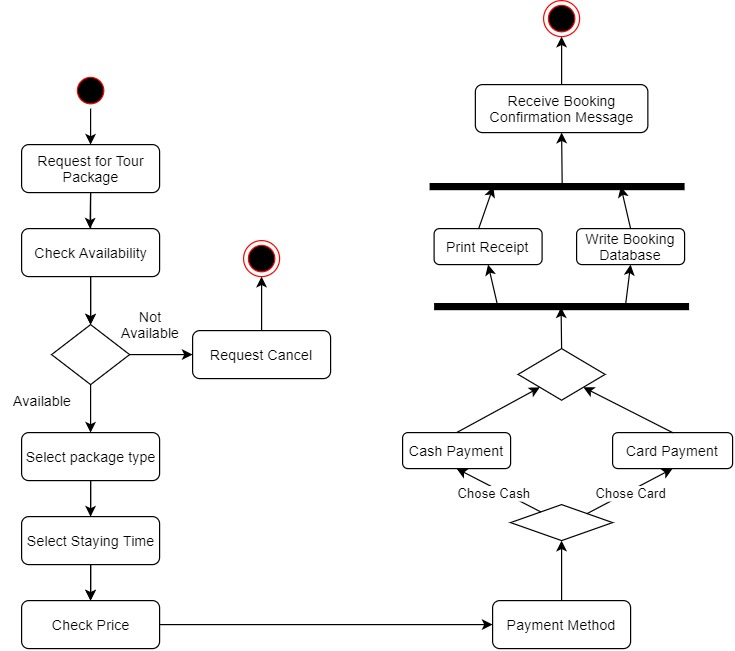 Request for Tour
Package
Check Availability
Not
Available
Request Cancel
Available
Select package type
Select Staying Time
Check Price
Payment Method
Chose Cash
Chose Card
Cash Payment
Card Payment
Print Receipt
Write Booking
Database
Receive Booking
Confirmation Message